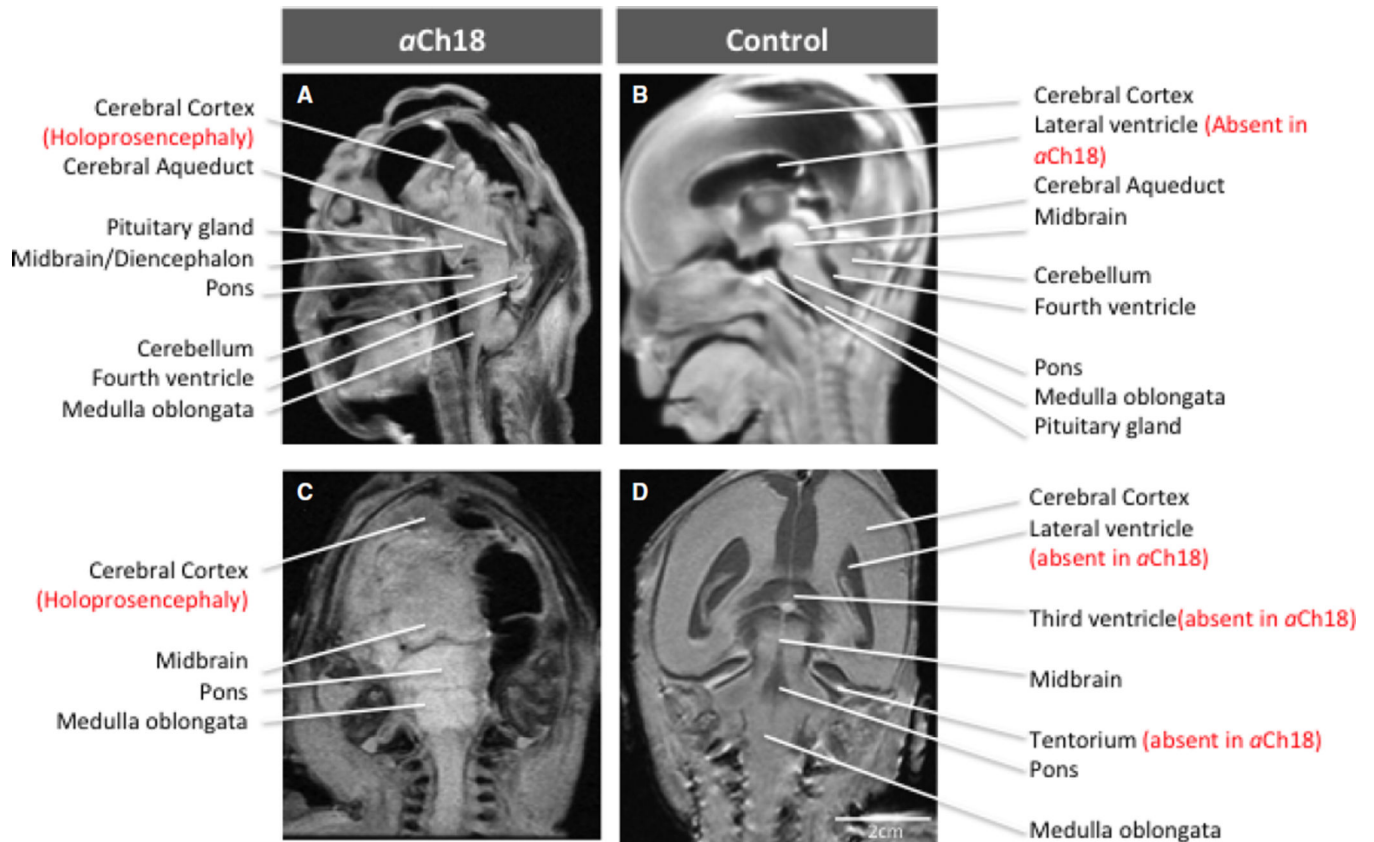 aCh18
Control
A
B
Cerebral Cortex
(Holoprosencephaly)
Cerebral Aqueduct
Pituitary gland
Midbrain/Diencephalon
Pons
Cerebellum
Fourth ventricle
Medulla oblongata
Cerebral Cortex
Lateral ventricle (Absent in
aCh18)
Cerebral Aqueduct
Midbrain
Cerebellum
Fourth ventricle
Pons
Medulla oblongata
Pituitary gland
C
D
Cerebral Cortex
(Holoprosencephaly)
Midbrain
Pons
Medulla oblongata
Cerebral Cortex
Lateral ventricle
(absent in aCh18)
Third ventricle(absent in aCh18)
Midbrain
Tentorium (absent in aCh18)
Pons
Medulla oblongata
2cm